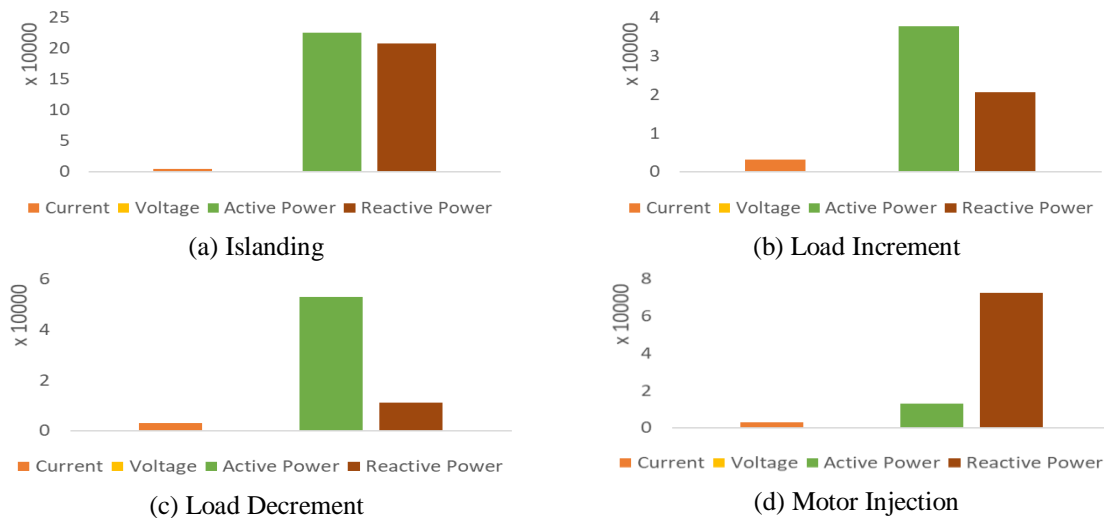 x 10000
25
20
15
10
5
0
Current Voltage Active Power Reactive Power
(a) Islanding
x 10000
4
3
2
1
0
Current Voltage Active Power Reactive Power
(b) Load Increment
x 10000
6
4
2
0
Current Voltage Active Power Reactive Power
(c) Load Decrement
x 10000
8
6
4
2
0
Current Voltage Active Power Reactive Power
(d) Motor Injection